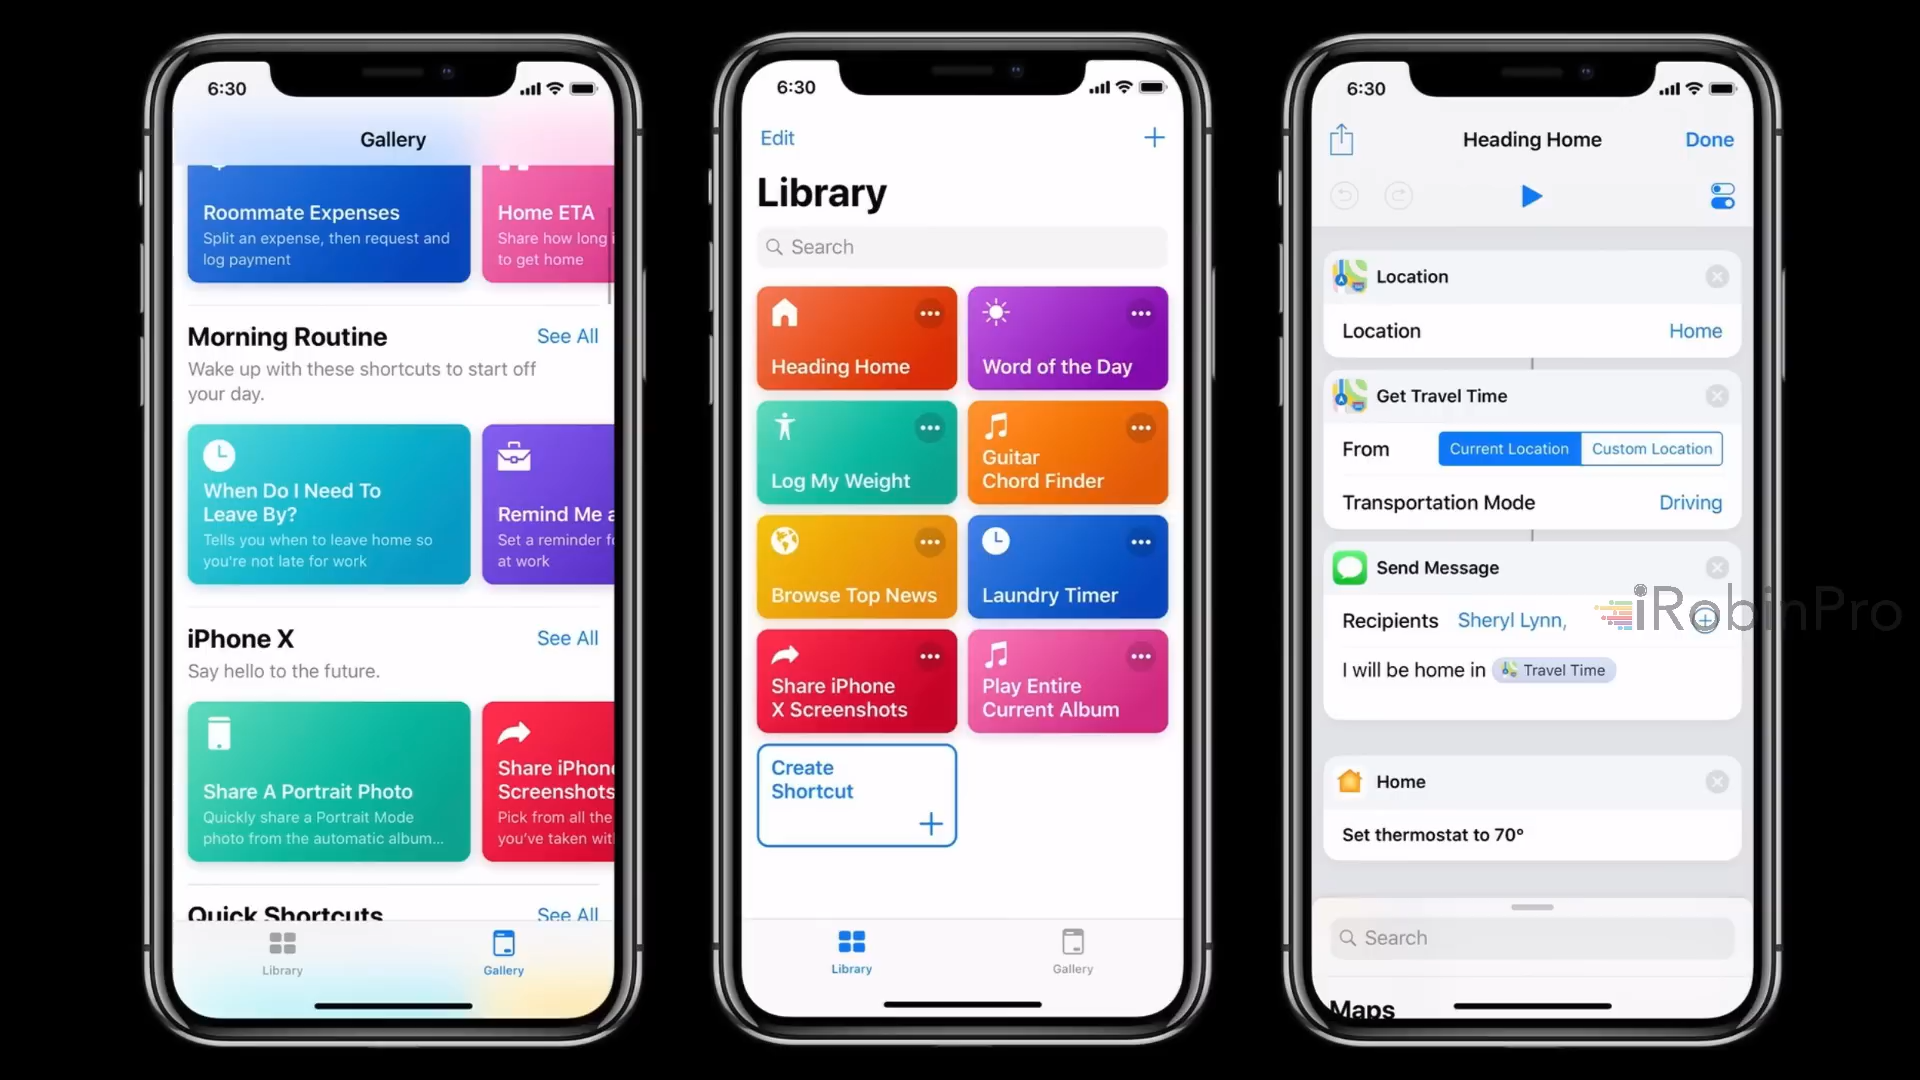 6:30
Gallery
Roommate Expenses
Split an expense, then request and
log payment
Home ETA
Share how long i
to get home
Morning Routine
See All
Wake up with these shortcuts to start off
your day.
When Do I Need To
Leave By?
Tells you when to leave home so
you're not late for work
Remind Me a
Set a reminder fo
at work
iPhone X
See All
Say hello to the future.
Share A Portrait Photo
Quickly share a Portrait Mode
photo from the automatic album...
Share iPhone
Screenshots
Pick from all the
you've taken wit
Quick Shortcuts
See All
Library
Gallery
6:30
Edit
Library
Search
Heading Home
Word of the Day
Log My Weight
Guitar
Chord Finder
Browse Top News
Laundry Timer
Share iPhone
X Screenshots
Play Entire
Current Album
Create
Shortcut
Library
Gallery
6:30
Heading Home
Done
Location
Location
Home
Get Travel Time
From
Current Location
Custom Location
Transportation Mode
Driving
Send Message
Recipients
Sheryl Lynn,
I will be home in Travel Time
Home
Set thermostat to 70°
Search
Maps
iRobinPro